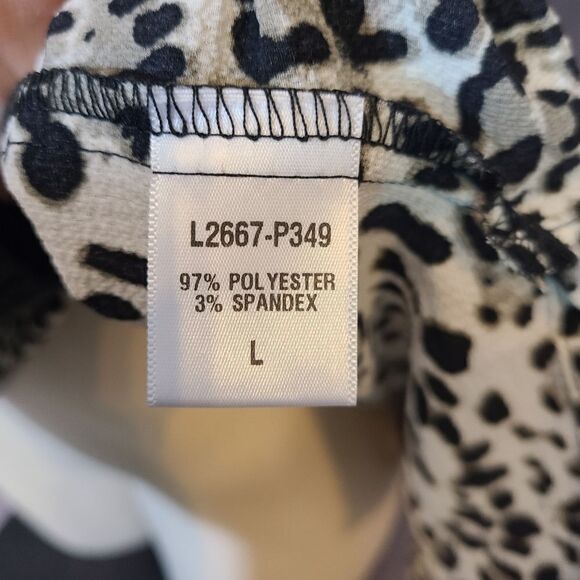 L2667-P349
97% POLYESTER
3% SPANDEX
L